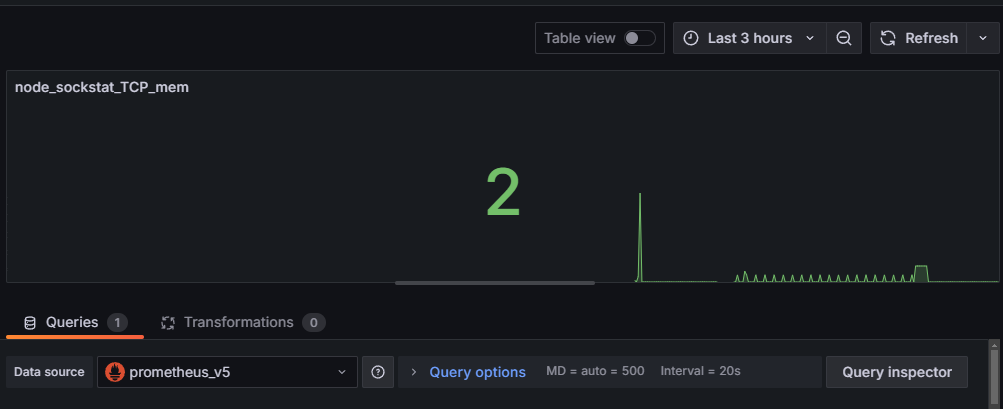 Table view Last 3 hours Refresh
node_sockstat_TCP_mem
2
Queries 1 Transformations 0
Data source prometheus_v5 Query options MD = auto = 500 Interval = 20s Query inspector